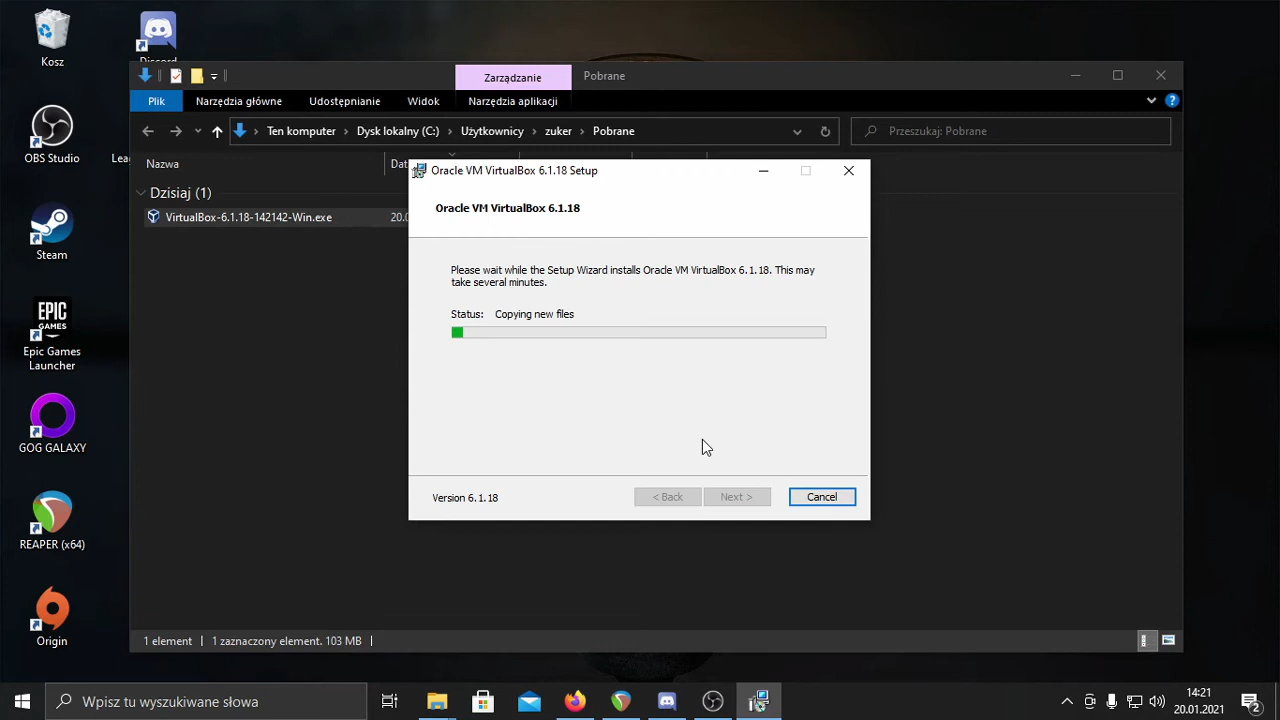 Kosz
Discord
OBS Studio
Lea
Steam
Epic Games
Launcher
GOG GALAXY
REAPER (x64)
Origin
Zarządzanie
Pobrane
Plik
Narzędzia główne
Udostępnianie
Widok
Narzędzia aplikacji
Ten komputer > Dysk lokalny (C:) > Użytkownicy > zuker > Pobrane
Przeszukaj: Pobrane
Nazwa
Dat
Dzisiaj (1)
VirtualBox-6.1.18-142142-Win.exe
20.0
Oracle VM VirtualBox 6.1.18 Setup
Oracle VM VirtualBox 6.1.18
Please wait while the Setup Wizard installs Oracle VM VirtualBox 6.1.18. This may
take several minutes.
Status: Copying new files
Version 6.1.18
< Back
Next >
Cancel
1 element
1 zaznaczony element. 103 MB
EPIC
GAMES
Wpisz tu wyszukiwane słowa
14:21
20.01.2021
2